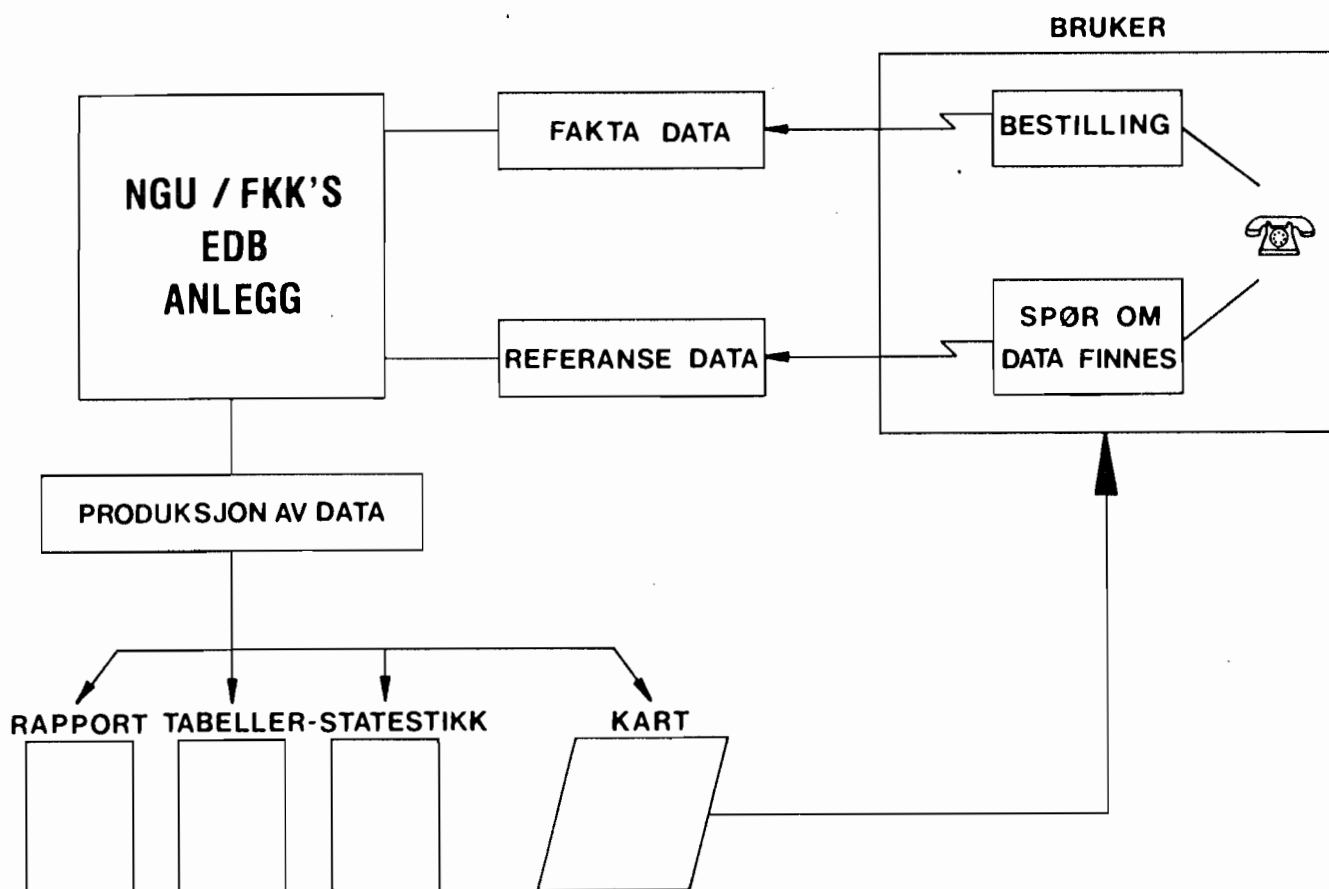 BRUKER
NGU / FKK'S
EDB
ANLEGG
FAKTA DATA
BESTILLING
REFERANSE DATA
SPØR OM
DATA FINNES
PRODUKSJON AV DATA
RAPPORT TABELLER-STATESTIKK KART